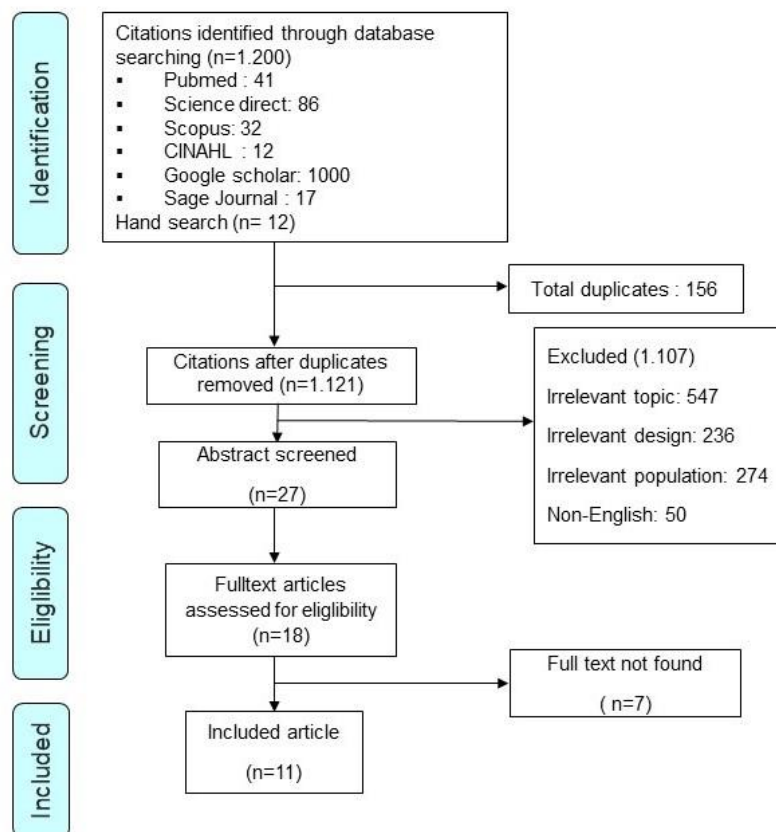 Identification
Citations identified through database
searching (n=1.200)
▪ Pubmed : 41
▪ Science direct: 86
▪ Scopus: 32
▪ CINAHL : 12
▪ Google scholar: 1000
▪ Sage Journal : 17
Hand search (n= 12)
Total duplicates : 156
Screening
Citations after duplicates
removed (n=1.121)
Excluded (1.107)
Irrelevant topic: 547
Irrelevant design: 236
Irrelevant population: 274
Non-English: 50
Abstract screened
(n=27)
Eliglibility
Fulltext articles
assessed for eliglibility
(n=18)
Full text not found
( n=7)
Included
Included article
(n=11)